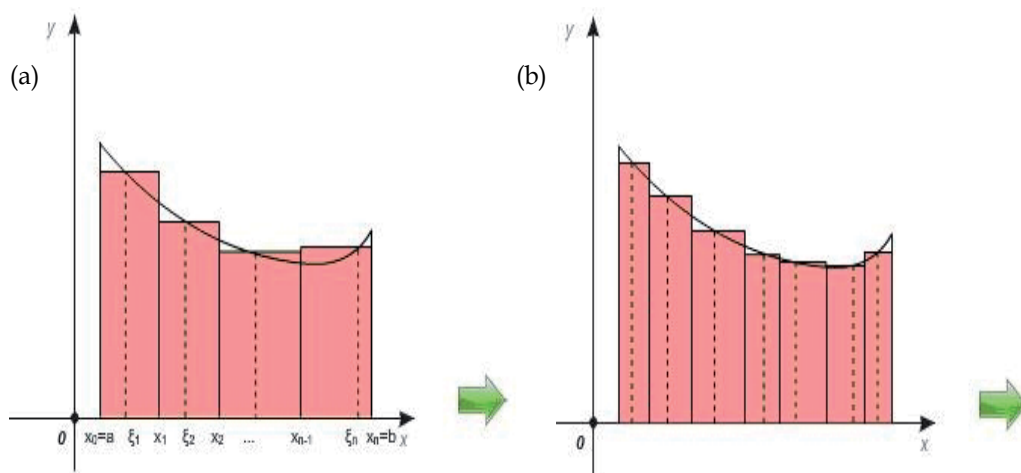 (a)
y
0 x₀=a ξ₁ x₁ ξ₂ x₂ ... xₙ₋₁ ξₙ xₙ=b x
(b)
y
0 x